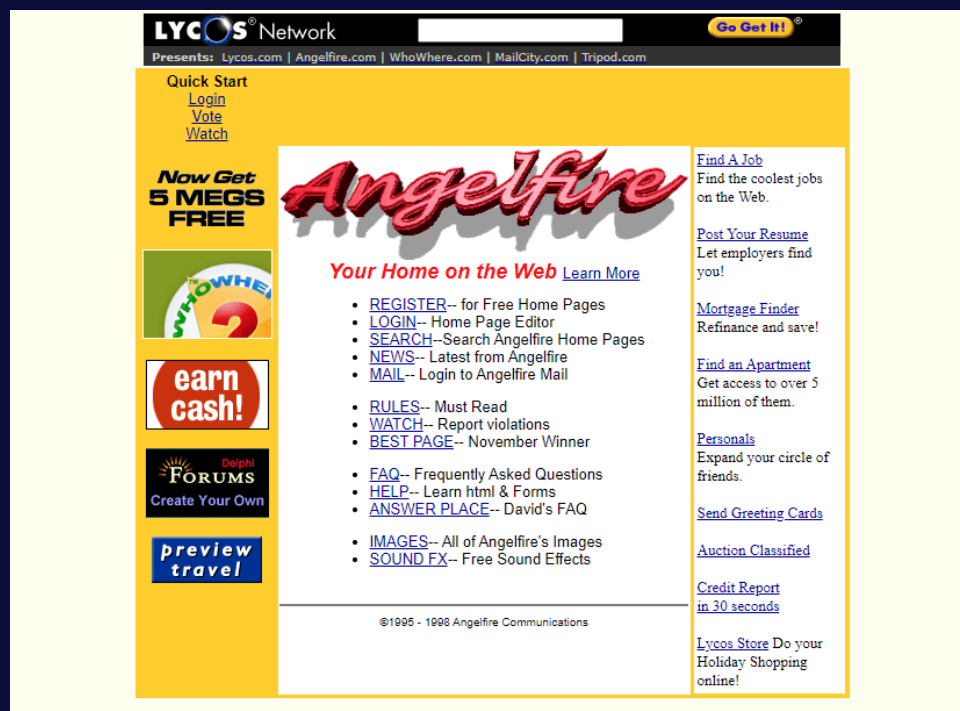 LYCOS® Network
Go Get It!®
Presents: Lycos.com | Angelfire.com | WhoWhere.com | MailCity.com | Tripod.com
Quick Start
Login
Vote
Watch
Now Get
5 MEGS
FREE
WHOWHE
?
earn
cash!
Delphi
FORUMS
Create Your Own
preview
travel
Angelfire
Your Home on the Web Learn More
• REGISTER-- for Free Home Pages
• LOGIN-- Home Page Editor
• SEARCH--Search Angelfire Home Pages
• NEWS-- Latest from Angelfire
• MAIL-- Login to Angelfire Mail
• RULES-- Must Read
• WATCH-- Report violations
• BEST PAGE-- November Winner
• FAQ-- Frequently Asked Questions
• HELP-- Learn html & Forms
• ANSWER PLACE-- David's FAQ
• IMAGES-- All of Angelfire's Images
• SOUND FX-- Free Sound Effects
©1995 - 1998 Angelfire Communications
Find A Job
Find the coolest jobs
on the Web.
Post Your Resume
Let employers find
you!
Mortgage Finder
Refinance and save!
Find an Apartment
Get access to over 5
million of them.
Personals
Expand your circle of
friends.
Send Greeting Cards
Auction Classified
Credit Report
in 30 seconds
Lycos Store Do your
Holiday Shopping
online!